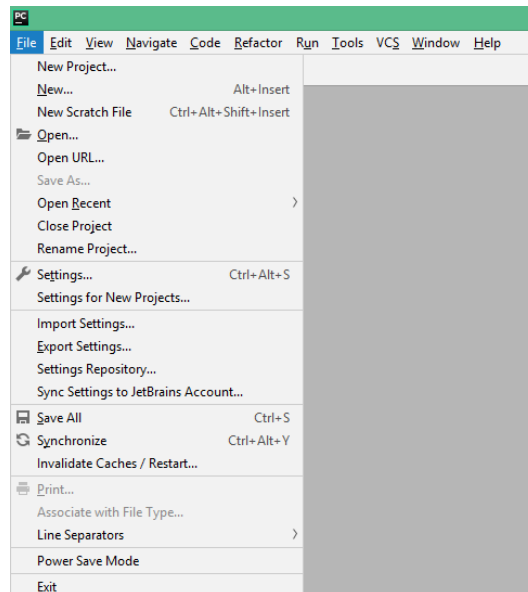 PC
File Edit View Navigate Code Refactor Run Tools VCS Window Help
New Project...
New... Alt+Insert
New Scratch File Ctrl+Alt+Shift+Insert
Open...
Open URL...
Save As...
Open Recent
Close Project
Rename Project...
Settings... Ctrl+Alt+S
Settings for New Projects...
Import Settings...
Export Settings...
Settings Repository...
Sync Settings to JetBrains Account...
Save All Ctrl+S
Synchronize Ctrl+Alt+Y
Invalidate Caches / Restart...
Print...
Associate with File Type...
Line Separators
Power Save Mode
Exit